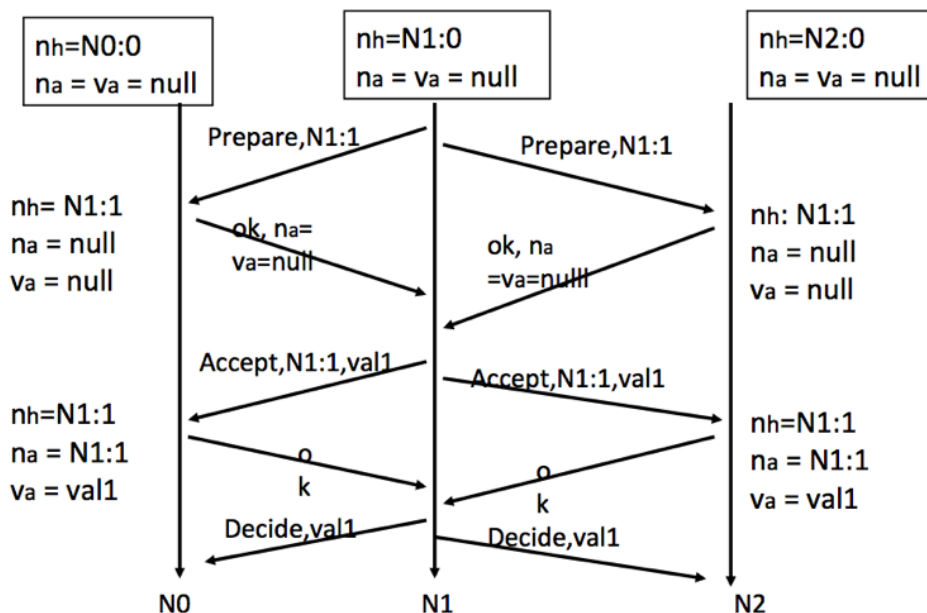 nh=N0:0
na = va = null
nh=N1:0
na = va = null
nh=N2:0
na = va = null
Prepare,N1:1
Prepare,N1:1
nh= N1:1
na = null
va = null
ok, na=
va=null
ok, na
=va=nulll
nh: N1:1
na = null
va = null
Accept,N1:1,val1
Accept,N1:1,val1
nh=N1:1
na = N1:1
va = val1
o
k
o
k
nh=N1:1
na = N1:1
va = val1
Decide,val1
Decide,val1
N0
N1
N2